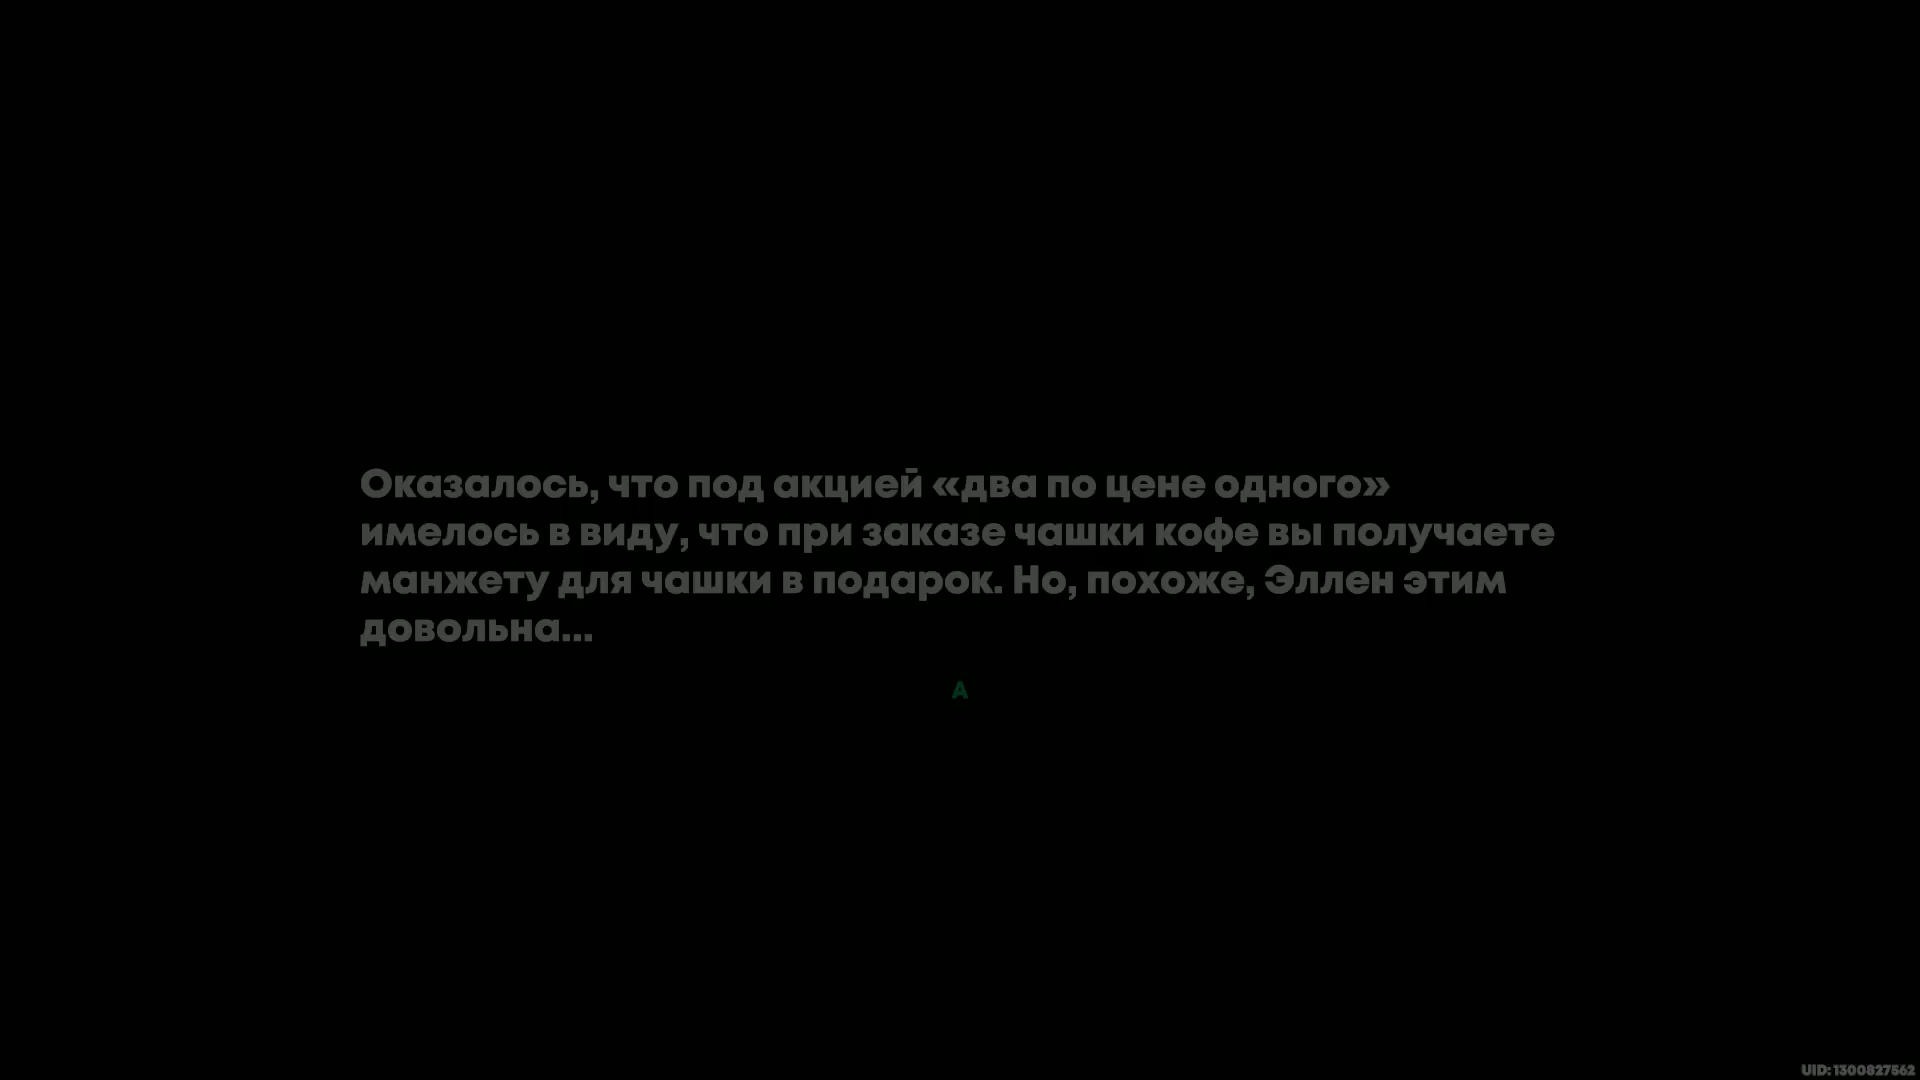 Оказалось, что под акцией «два по цене одного»
имелось в виду, что при заказе чашки кофе вы получаете
манжету для чашки в подарок. Но, похоже, Эллен этим
довольна...
A
UID: 1300827562